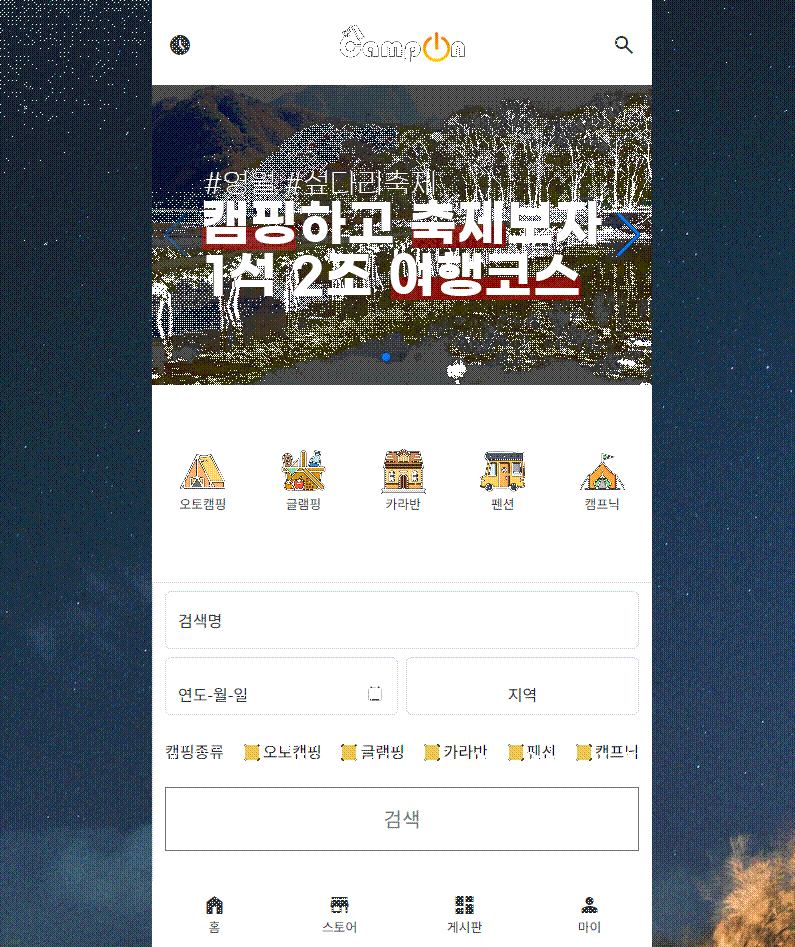 CampOn
#영월 #섶다리축제
캠핑하고 축제보자
1석 2조 여행코스
오토캠핑 글램핑 카라반 펜션 캠프닉
검색명
연도-월-일 지역
캠핑종류 오토캠핑 글램핑 카라반 펜션 캠프닉
검색
홈 스토어 게시판 마이